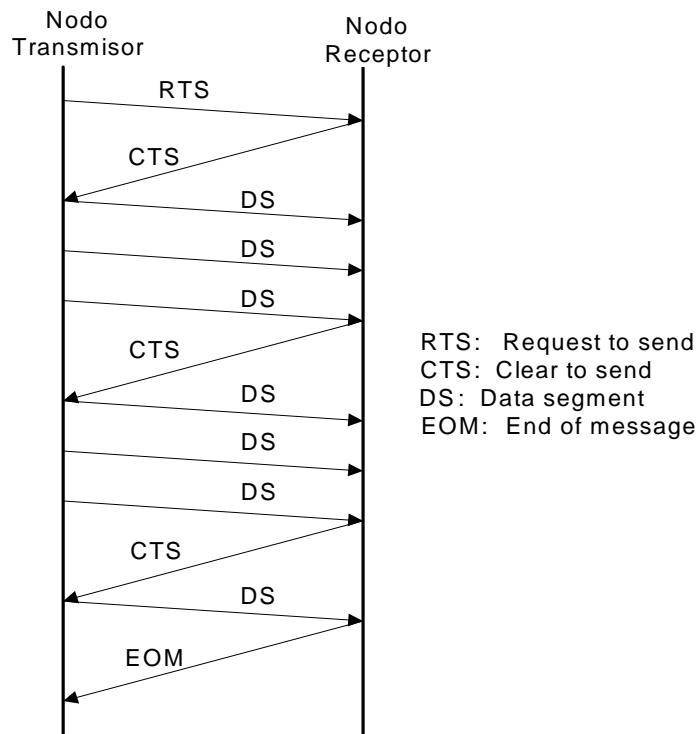 Nodo
Transmisor
Nodo
Receptor
RTS
CTS
DS
DS
DS
CTS
DS
DS
DS
CTS
DS
EOM
RTS: Request to send
CTS: Clear to send
DS: Data segment
EOM: End of message